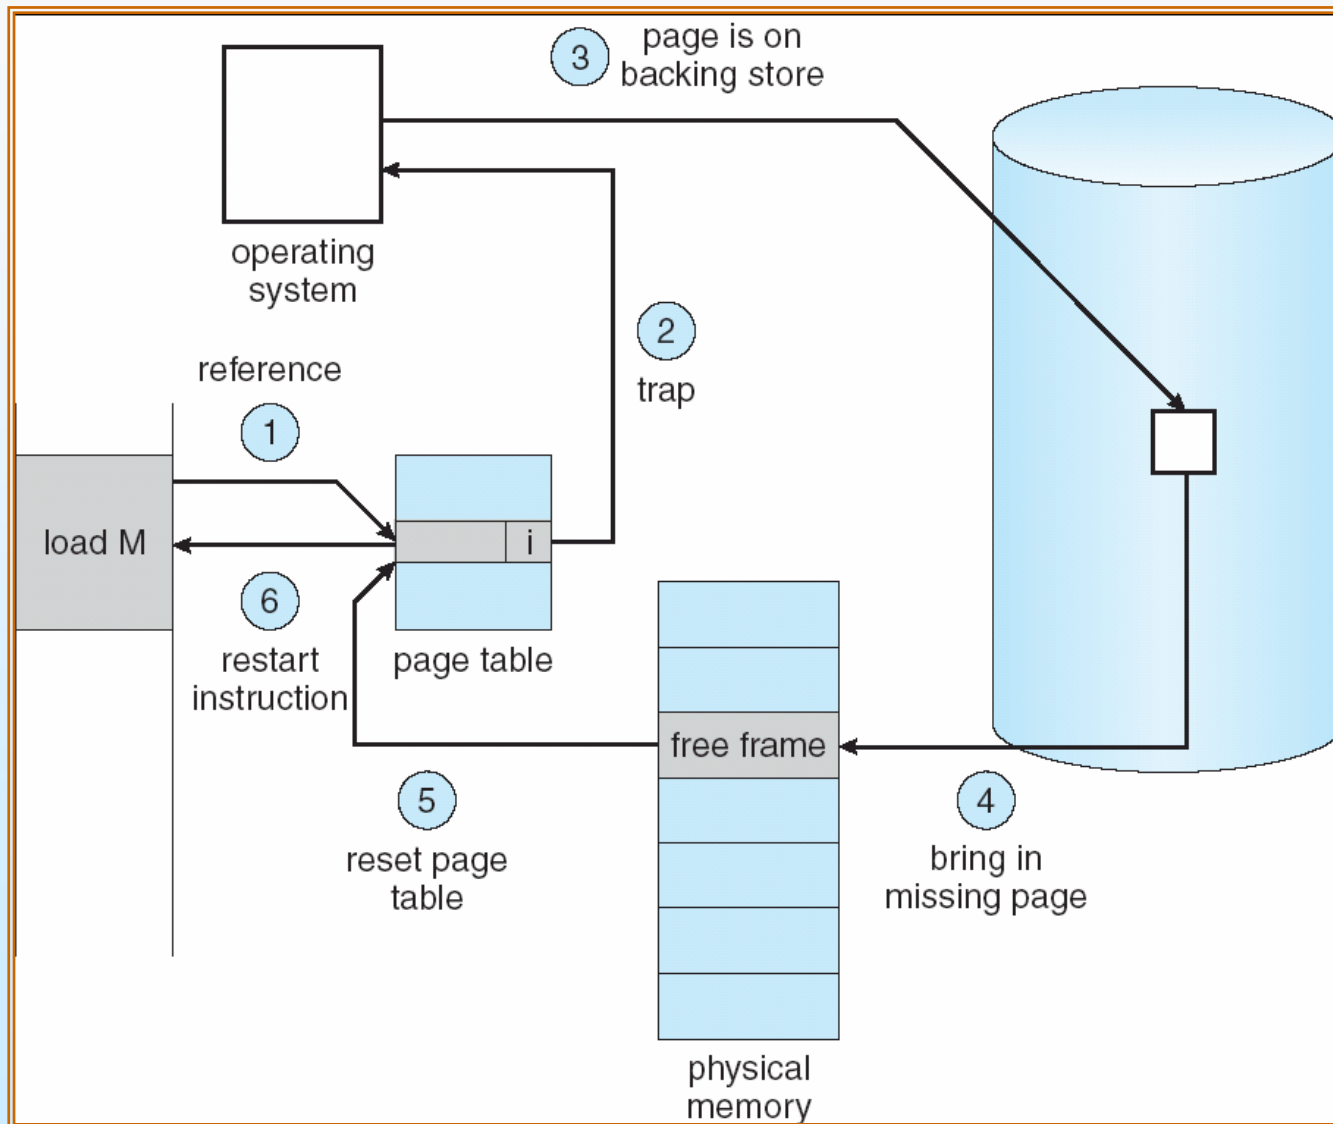 3
page is on
backing store
operating
system
2
trap
reference
1
load M
i
6
restart
instruction
page table
free frame
5
reset page
table
4
bring in
missing page
physical
memory